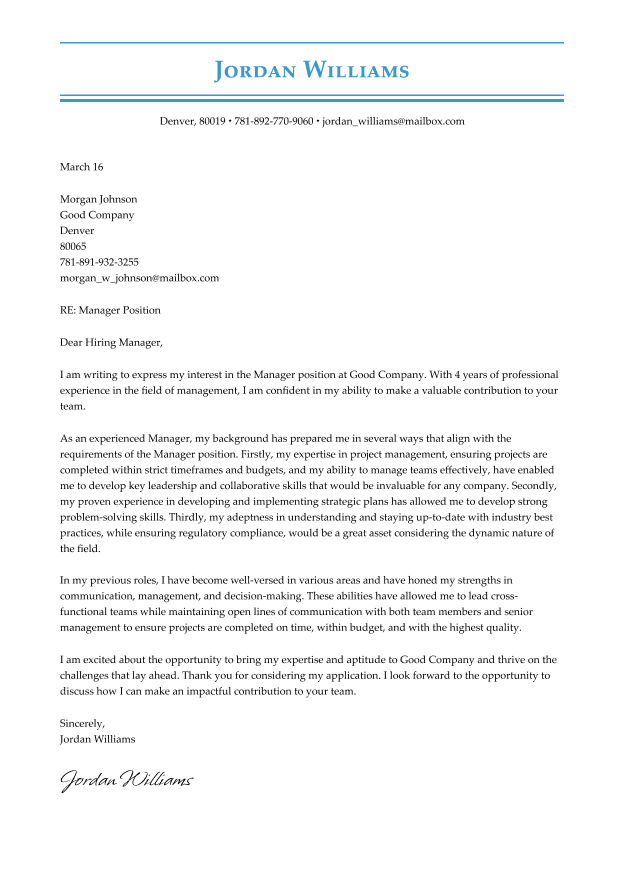 Jordan Williams
Denver, 80019 • 781-892-770-9060 • jordan_williams@mailbox.com
March 16
Morgan Johnson
Good Company
Denver
80065
781-891-932-3255
morgan_w_johnson@mailbox.com
RE: Manager Position
Dear Hiring Manager,
I am writing to express my interest in the Manager position at Good Company. With 4 years of professional
experience in the field of management, I am confident in my ability to make a valuable contribution to your
team.
As an experienced Manager, my background has prepared me in several ways that align with the
requirements of the Manager position. Firstly, my expertise in project management, ensuring projects are
completed within strict timeframes and budgets, and my ability to manage teams effectively, have enabled
me to develop key leadership and collaborative skills that would be invaluable for any company. Secondly,
my proven experience in developing and implementing strategic plans has allowed me to develop strong
problem-solving skills. Thirdly, my adeptness in understanding and staying up-to-date with industry best
practices, while ensuring regulatory compliance, would be a great asset considering the dynamic nature of
the field.
In my previous roles, I have become well-versed in various areas and have honed my strengths in
communication, management, and decision-making. These abilities have allowed me to lead cross-
functional teams while maintaining open lines of communication with both team members and senior
management to ensure projects are completed on time, within budget, and with the highest quality.
I am excited about the opportunity to bring my expertise and aptitude to Good Company and thrive on the
challenges that lay ahead. Thank you for considering my application. I look forward to the opportunity to
discuss how I can make an impactful contribution to your team.
Sincerely,
Jordan Williams
Jordan Williams